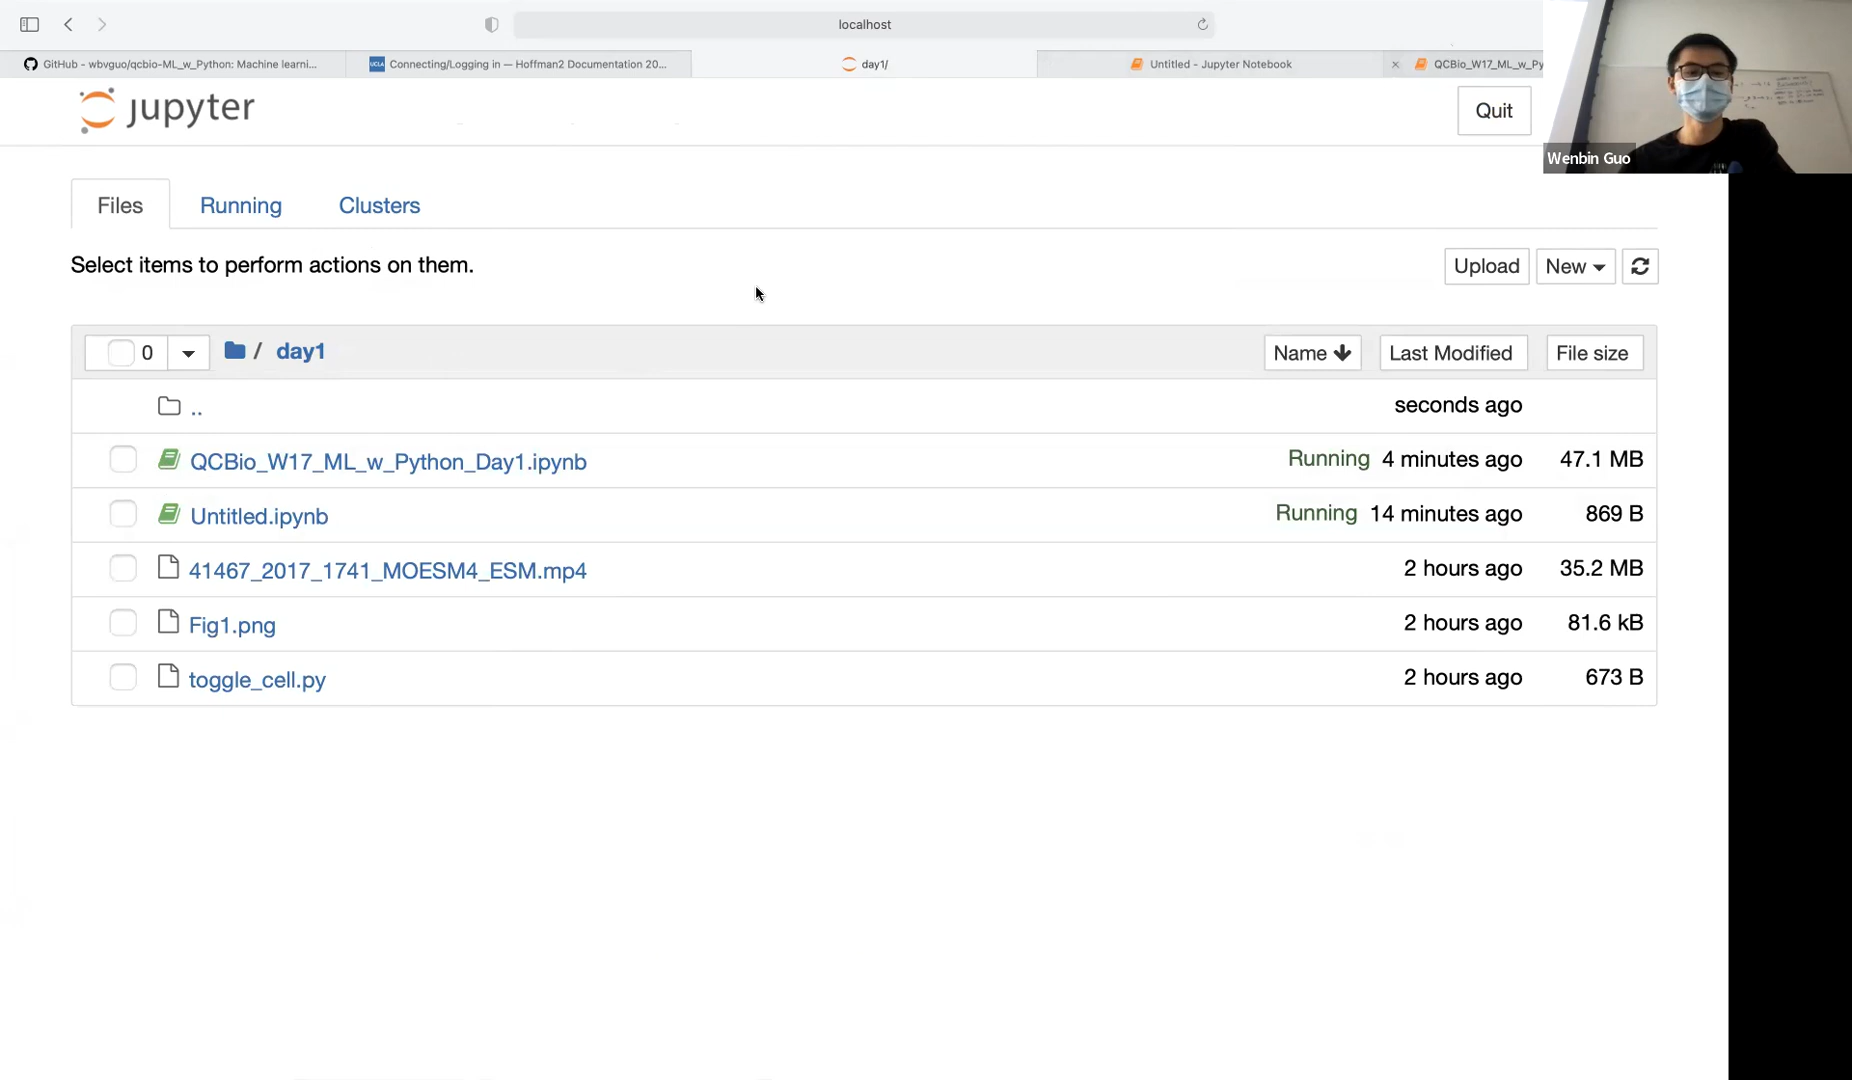 localhost
GitHub - wbvguo/qcbio-ML_w_Python: Machine learni...
UCLA Connecting/Logging in — Hoffman2 Documentation 20...
day1/
Untitled - Jupyter Notebook
QCBio_W17_ML_w_Py
jupyter
Quit
Wenbin Guo
Files Running Clusters
Select items to perform actions on them.
Upload New
0 / day1
Name Last Modified File size
.. seconds ago
QCBio_W17_ML_w_Python_Day1.ipynb Running 4 minutes ago 47.1 MB
Untitled.ipynb Running 14 minutes ago 869 B
41467_2017_1741_MOESM4_ESM.mp4 2 hours ago 35.2 MB
Fig1.png 2 hours ago 81.6 kB
toggle_cell.py 2 hours ago 673 B